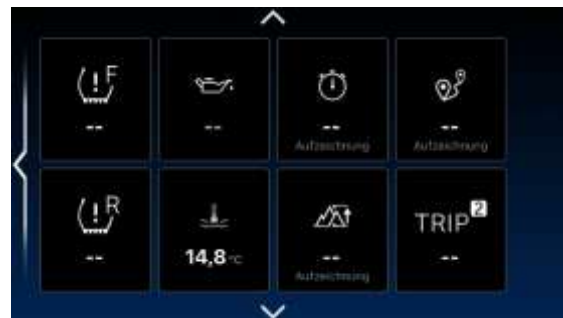 F
--
--
--
Aufzeichnung
--
Aufzeichnung
R
--
14,8 °C
--
Aufzeichnung
TRIP 2
--